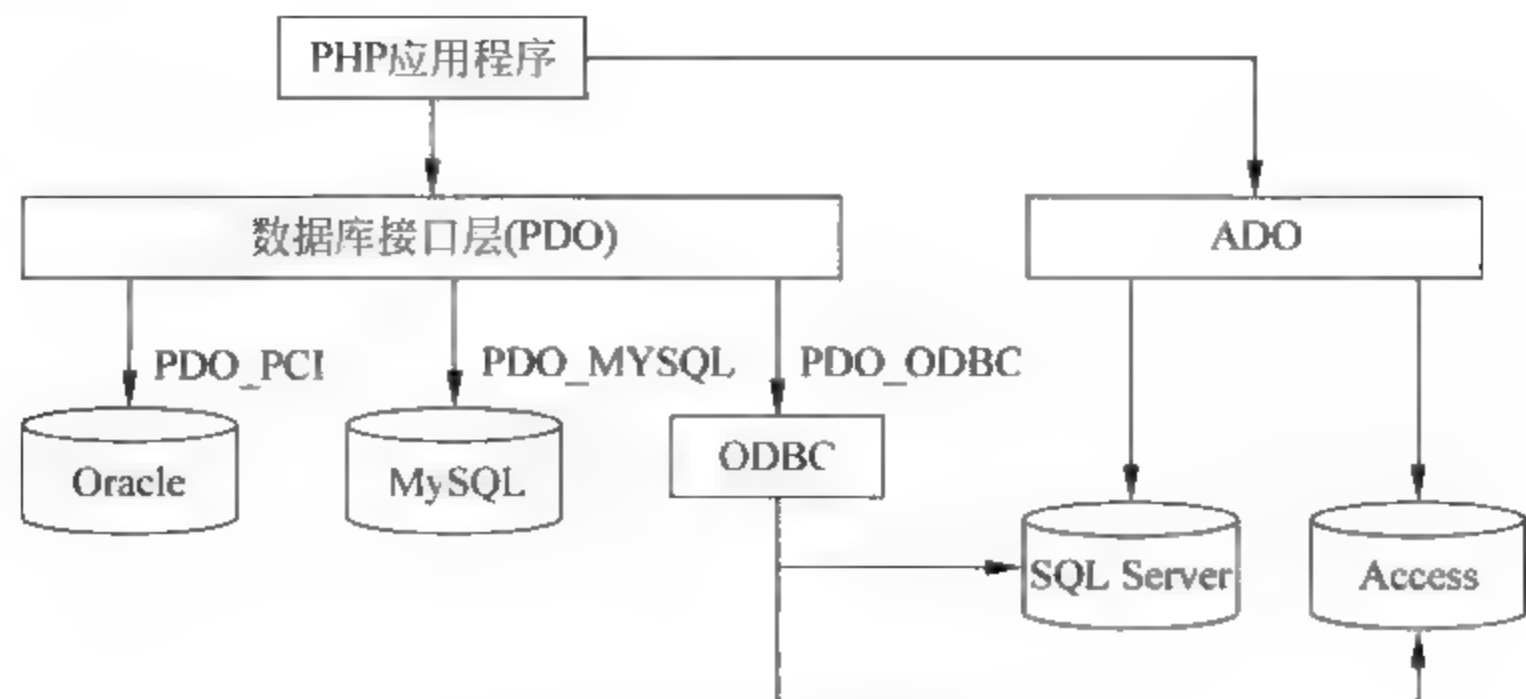 PHP应用程序
数据库接口层(PDO)
ADO
PDO_PCI
PDO_MYSQL
PDO_ODBC
Oracle
MySQL
ODBC
SQL Server
Access